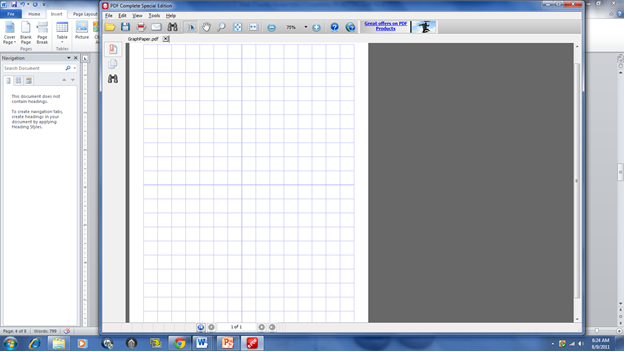 PDF Complete Special Edition
File Home Insert Page Layout
File Edit View Tools Help
Cover Page
Blank Page
Page Break
Table
Picture
Pages
Tables
75%
Great offers on PDF Products
GraphPaper.pdf
Navigation
Search Document
This document does not contain headings.
To create navigation tabs, create headings in your document by applying Heading Styles.
1 of 1
Page: 4 of 8
Words: 799
6:24 AM
9/9/2011